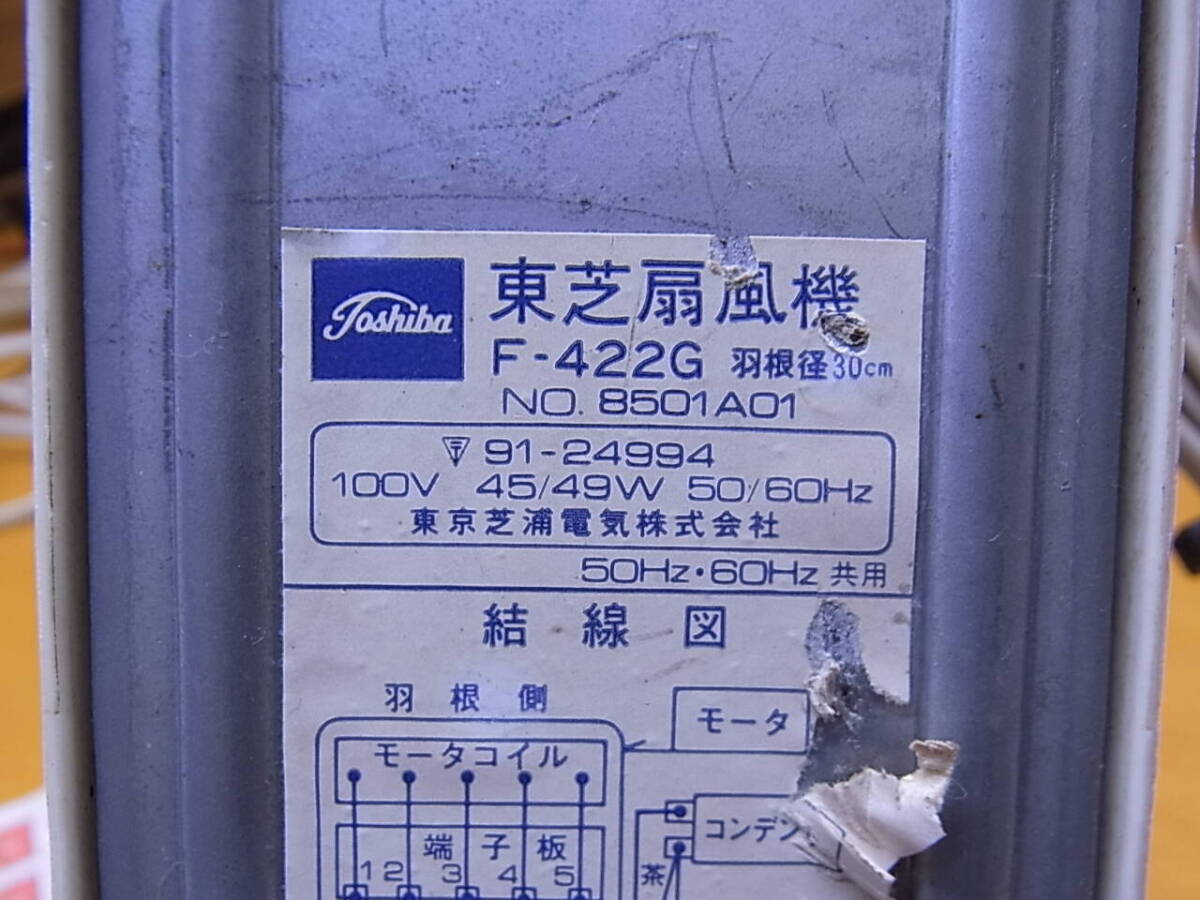 Toshiba
東芝扇風機
F-422G 羽根径30cm
NO. 8501A01
〒 91-24994
100V 45/49W 50/60Hz
東京芝浦電気株式会社
50Hz・60Hz 共用
結線図
羽根側
モータ
モータコイル
コンデン
端子板
1 2 3 4 5
茶